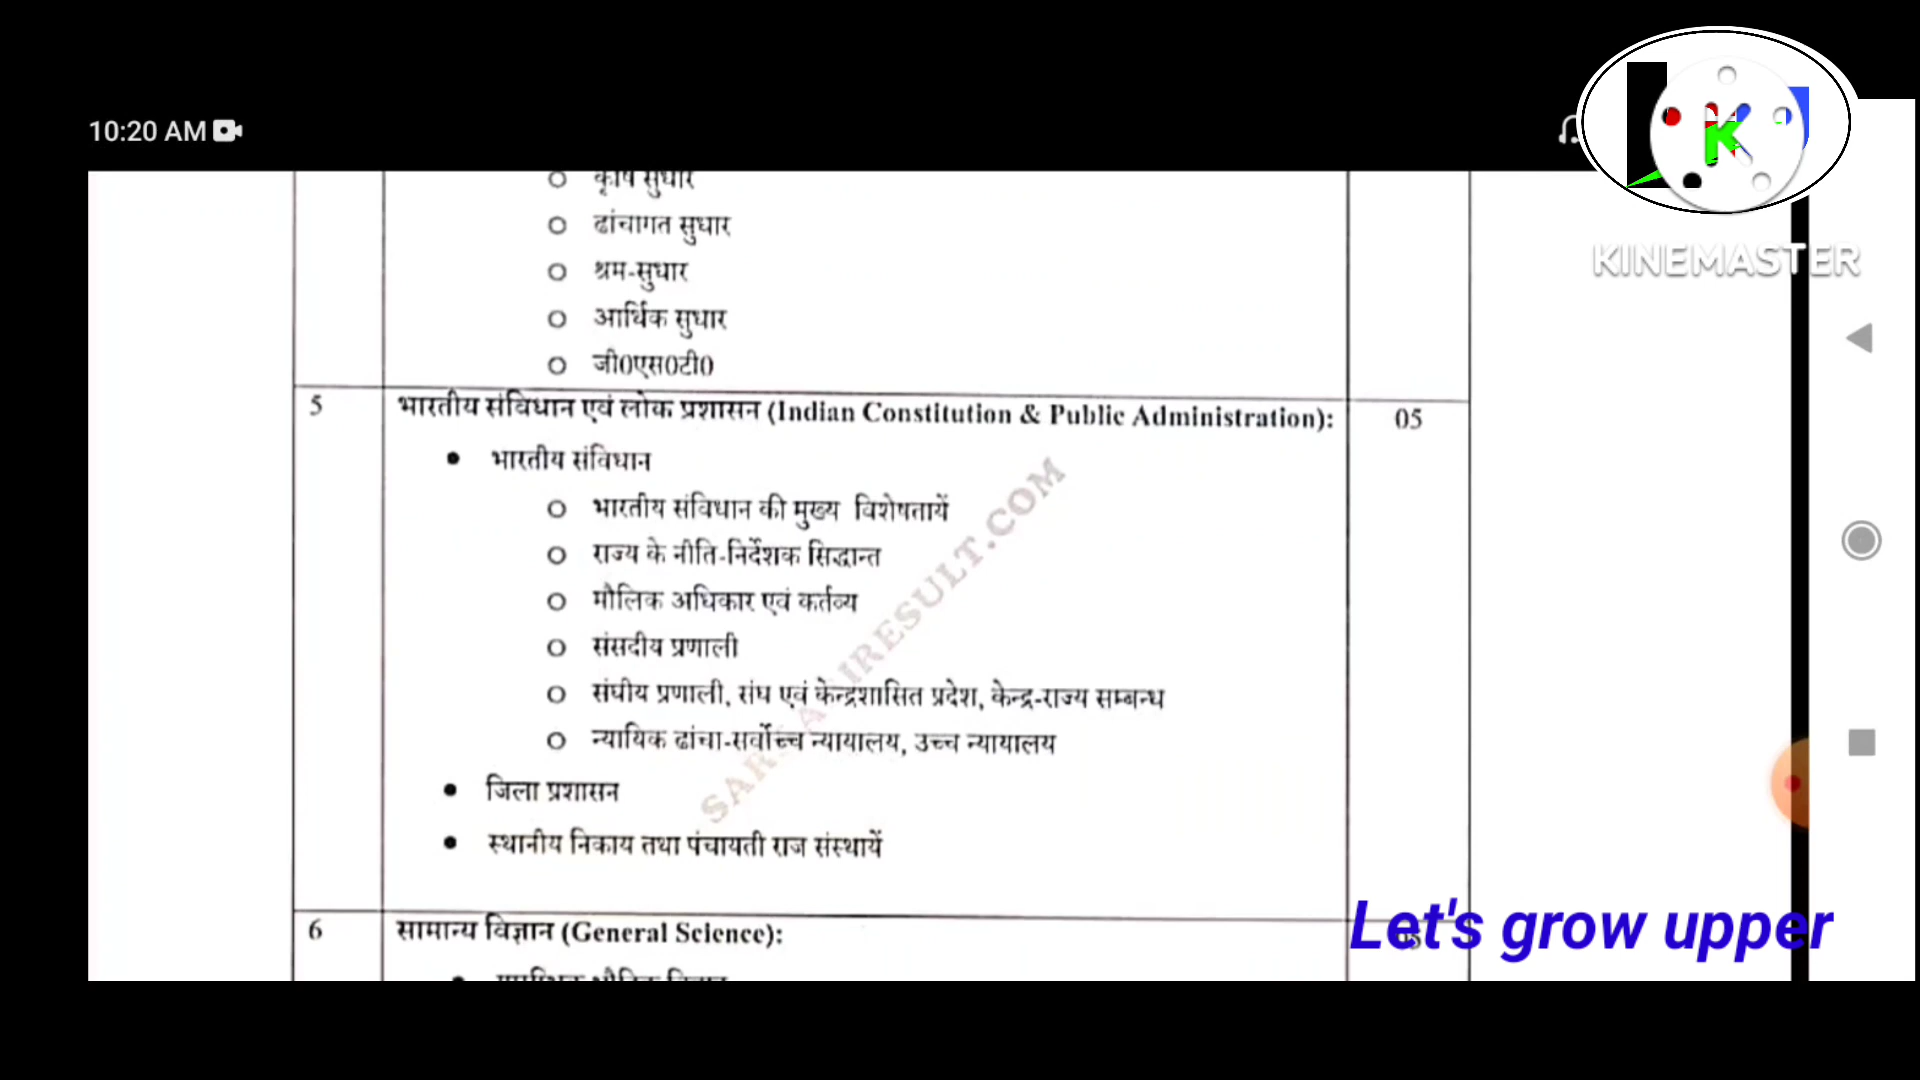 10:20 AM
KINEMASTER
कृषि सुधार
ढांचागत सुधार
श्रम-सुधार
आर्थिक सुधार
जी0एस0टी0
5 भारतीय संविधान एवं लोक प्रशासन (Indian Constitution & Public Administration): 05
भारतीय संविधान
भारतीय संविधान की मुख्य विशेषतायें
राज्य के नीति-निर्देशक सिद्धान्त
मौलिक अधिकार एवं कर्तव्य
संसदीय प्रणाली
संघीय प्रणाली, संघ एवं केन्द्रशासित प्रदेश, केन्द्र-राज्य सम्बन्ध
न्यायिक ढांचा-सर्वोच्च न्यायालय, उच्च न्यायालय
जिला प्रशासन
स्थानीय निकाय तथा पंचायती राज संस्थायें
6 सामान्य विज्ञान (General Science):
Let's grow upper